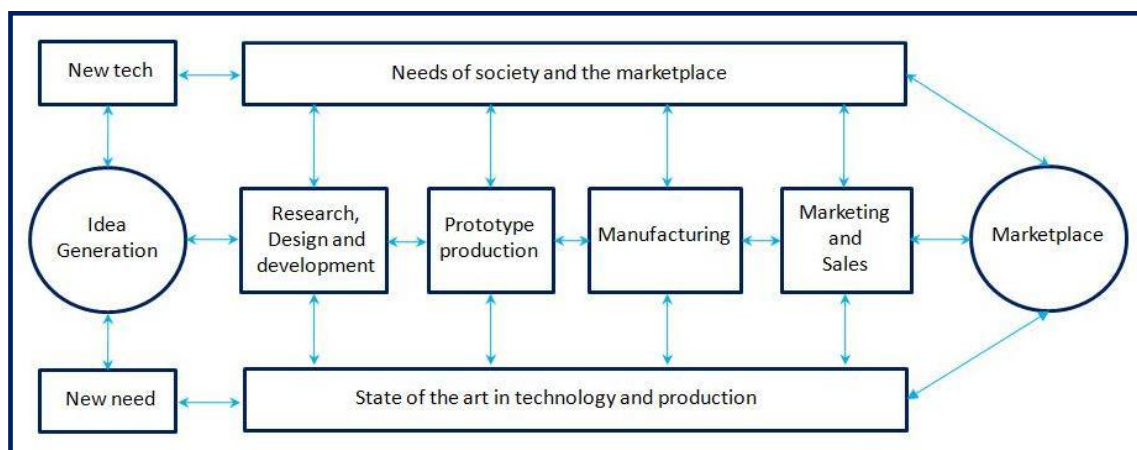 New tech
Needs of society and the marketplace
Idea
Generation
Research,
Design and
development
Prototype
production
Manufacturing
Marketing
and
Sales
Marketplace
New need
State of the art in technology and production